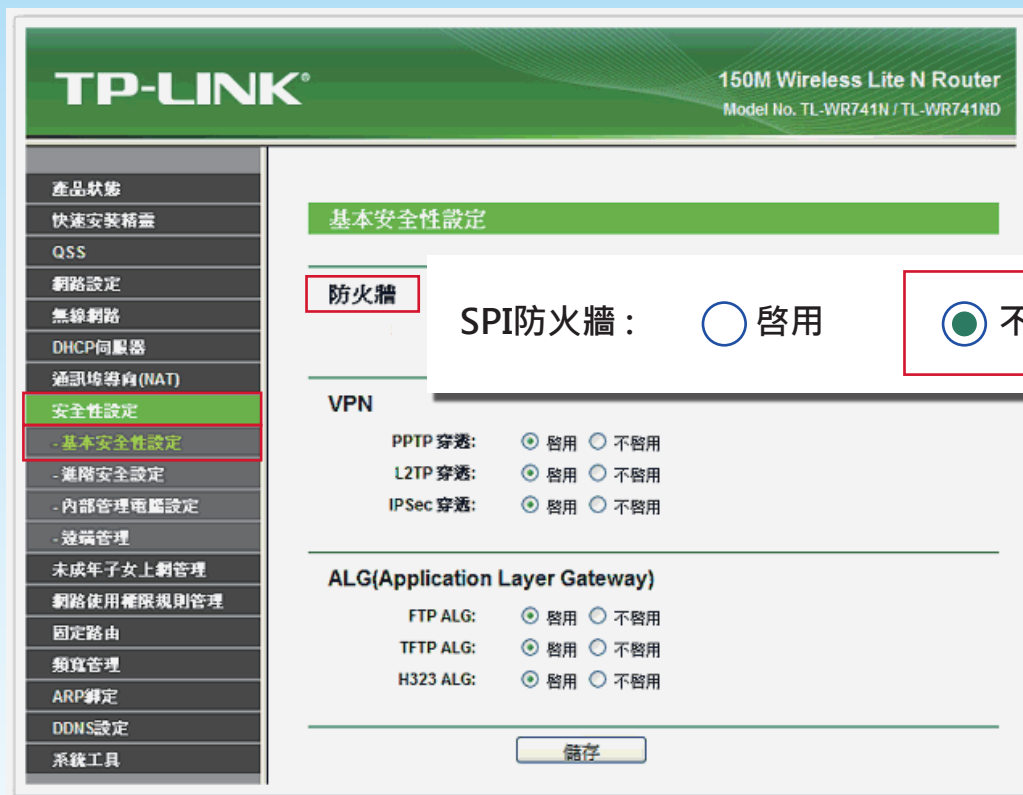 TP-LINK®
150M Wireless Lite N Router
Model No. TL-WR741N / TL-WR741ND
產品狀態
快速安裝精靈
QSS
網路設定
無線網路
DHCP伺服器
通訊埠導向(NAT)
安全性設定
- 基本安全性設定
- 進階安全設定
- 內部管理電腦設定
- 遠端管理
未成年子女上網管理
網路使用權限規則管理
固定路由
頻寬管理
ARP綁定
DDNS設定
系統工具
基本安全性設定
防火牆
SPI防火牆 : 啓用 不
VPN
PPTP 穿透: 啓用 不啓用
L2TP 穿透: 啓用 不啓用
IPSec 穿透: 啓用 不啓用
ALG(Application Layer Gateway)
FTP ALG: 啓用 不啓用
TFTP ALG: 啓用 不啓用
H323 ALG: 啓用 不啓用
儲存